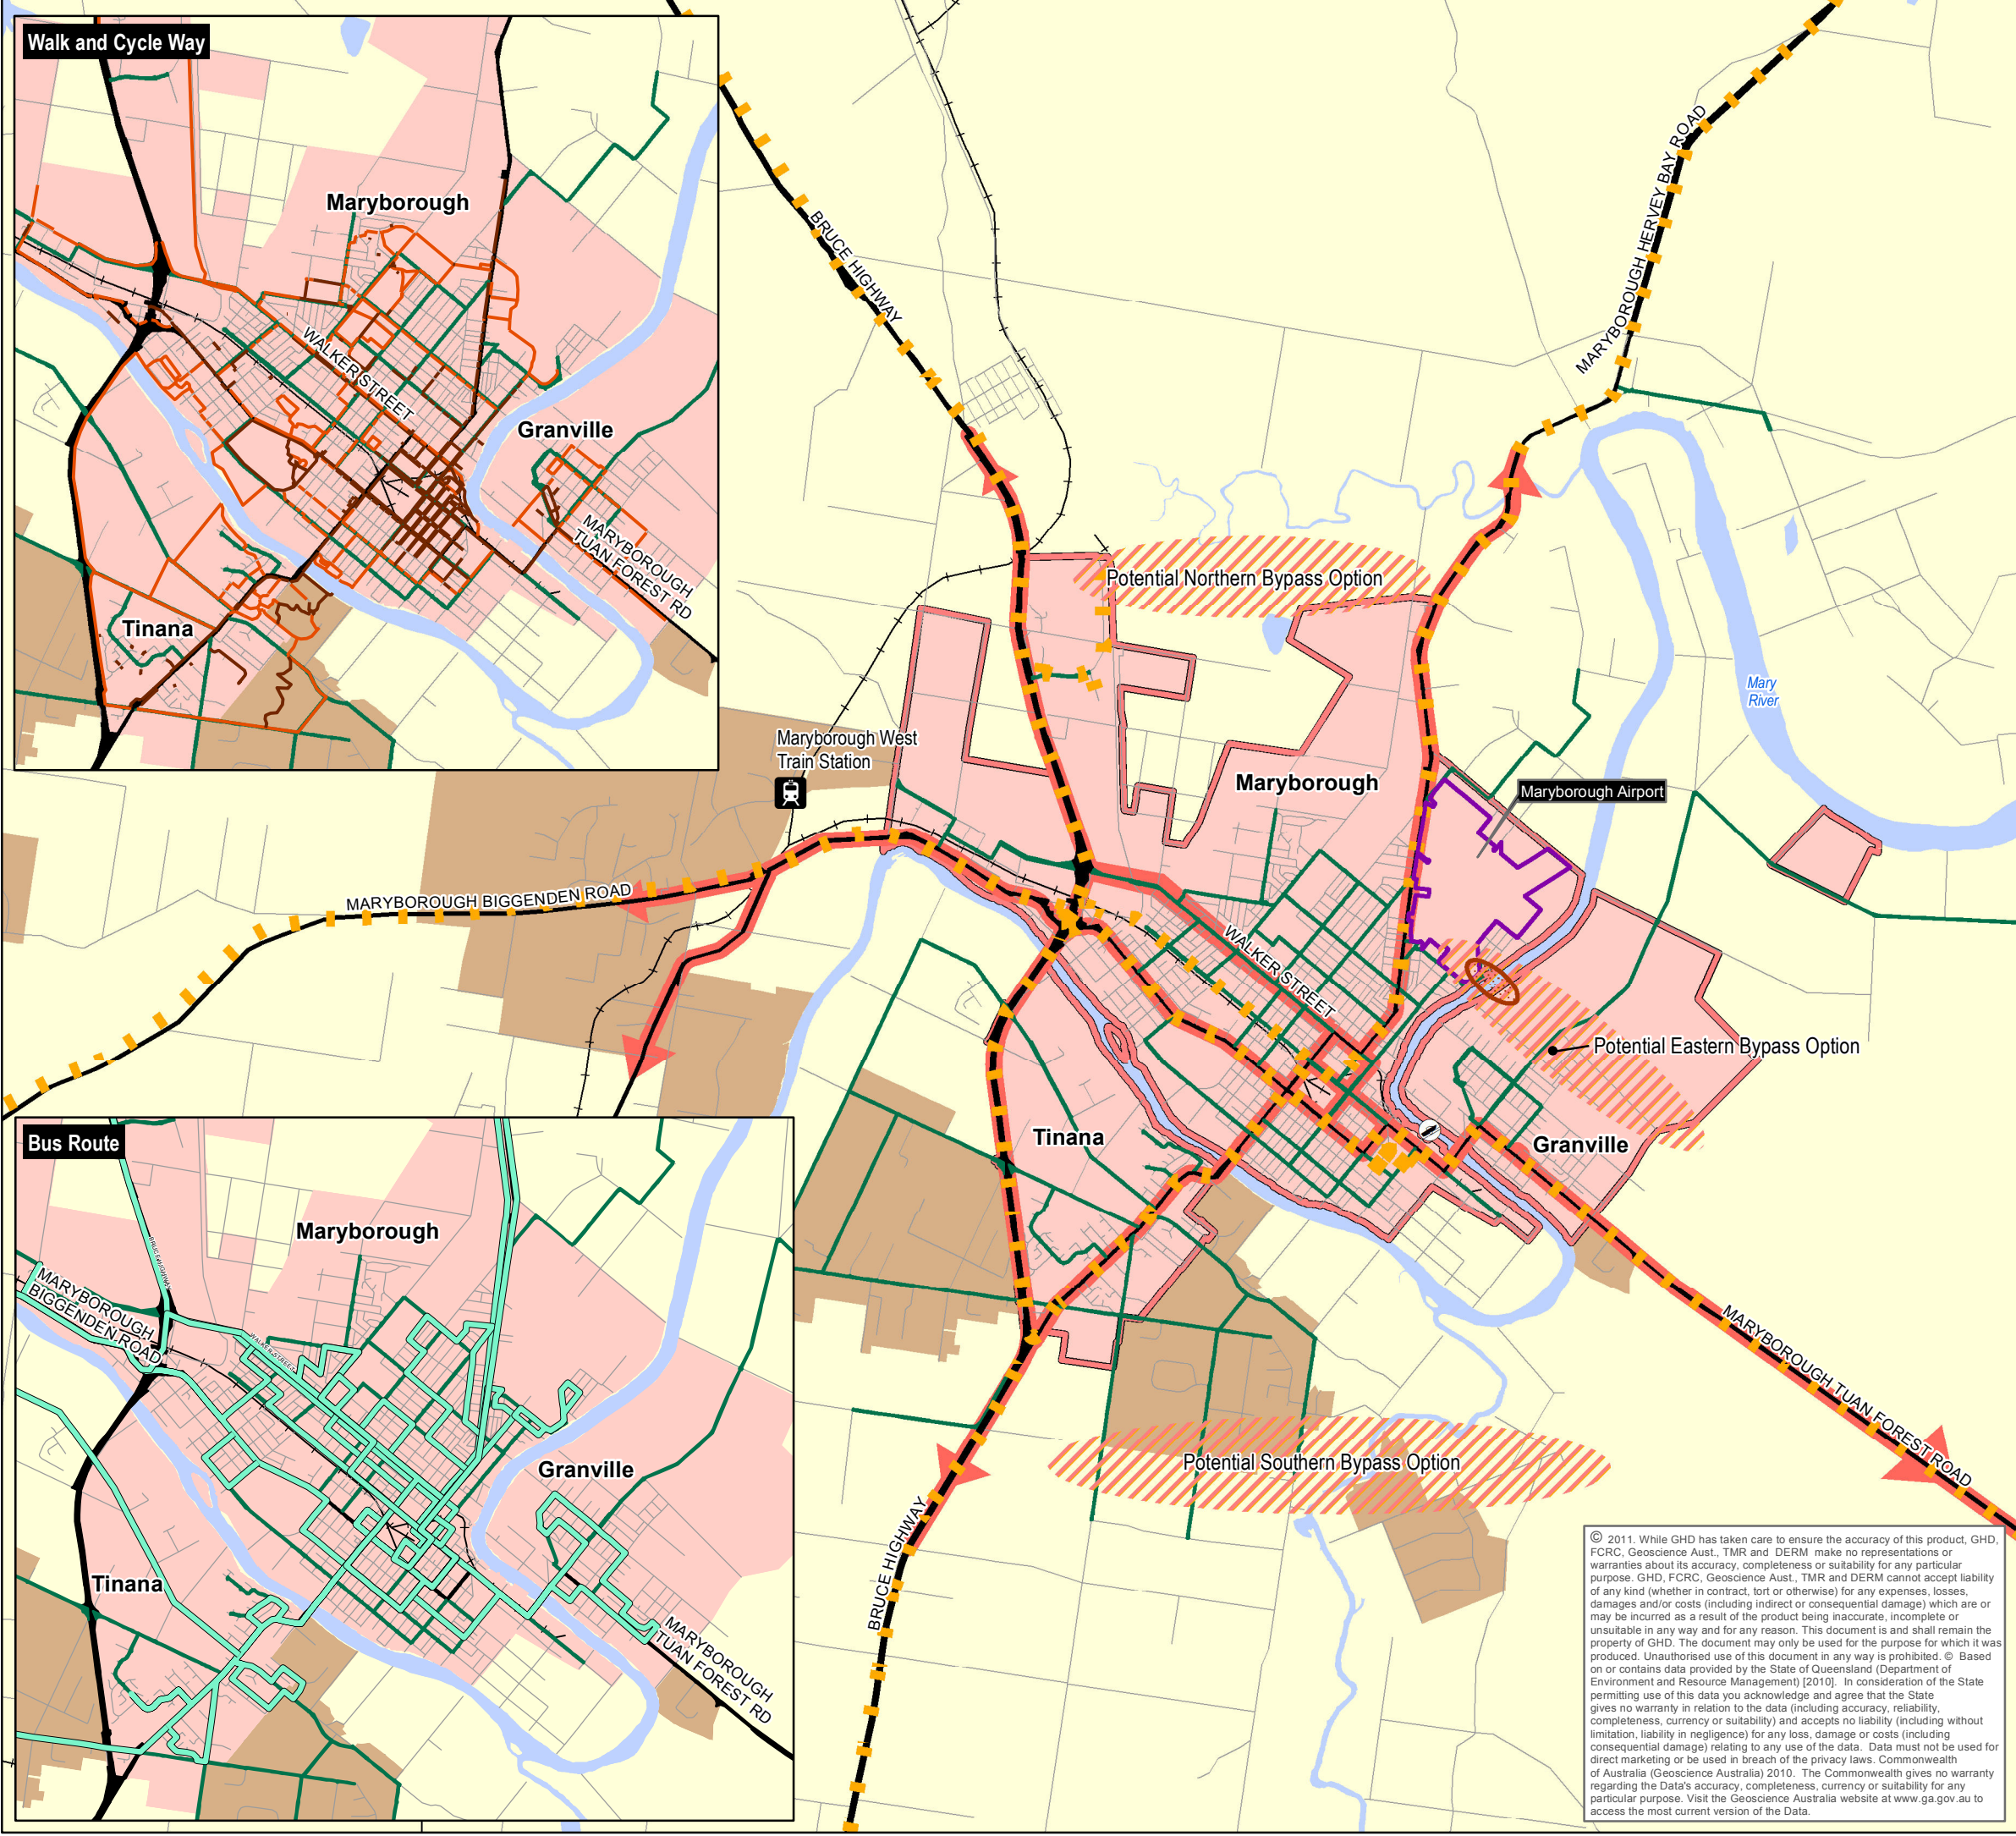 Walk and Cycle Way
Maryborough
WALKER STREET
Granville
MARYBOROUGH
TUAN FOREST RD
Tinana
BRUCE HIGHWAY
MARYBOROUGH HERVEY BAY ROAD
Potential Northern Bypass Option
Mary
River
Maryborough West
Train Station
Maryborough
Maryborough Airport
MARYBOROUGH BIGGENDEN ROAD
WALKER STREET
Potential Eastern Bypass Option
Tinana
Granville
MARYBOROUGH TUAN FOREST ROAD
Potential Southern Bypass Option
BRUCE HIGHWAY
Bus Route
Maryborough
BRUCE HIGHWAY
MARYBOROUGH
BIGGENDEN ROAD
WALKER STREET
Granville
Tinana
MARYBOROUGH
TUAN FOREST RD
© 2011. While GHD has taken care to ensure the accuracy of this product, GHD,
FCRC, Geoscience Aust., TMR and DERM make no representations or
warranties about its accuracy, completeness or suitability for any particular
purpose. GHD, FCRC, Geoscience Aust., TMR and DERM cannot accept liability
of any kind (whether in contract, tort or otherwise) for any expenses, losses,
damages and/or costs (including indirect or consequential damage) which are or
may be incurred as a result of the product being inaccurate, incomplete or
unsuitable in any way and for any reason. This document is and shall remain the
property of GHD. The document may only be used for the purpose for which it was
produced. Unauthorised use of this document in any way is prohibited. © Based
on or contains data provided by the State of Queensland (Department of
Environment and Resource Management) [2010]. In consideration of the State
permitting use of this data you acknowledge and agree that the State
gives no warranty in relation to the data (including accuracy, reliability,
completeness, currency or suitability) and accepts no liability (including without
limitation, liability in negligence) for any loss, damage or costs (including
consequential damage) relating to any use of the data. Data must not be used for
direct marketing or be used in breach of the privacy laws. Commonwealth
of Australia (Geoscience Australia) 2010. The Commonwealth gives no warranty
regarding the Data's accuracy, completeness, currency or suitability for any
particular purpose. Visit the Geoscience Australia website at www.ga.gov.au to
access the most current version of the Data.